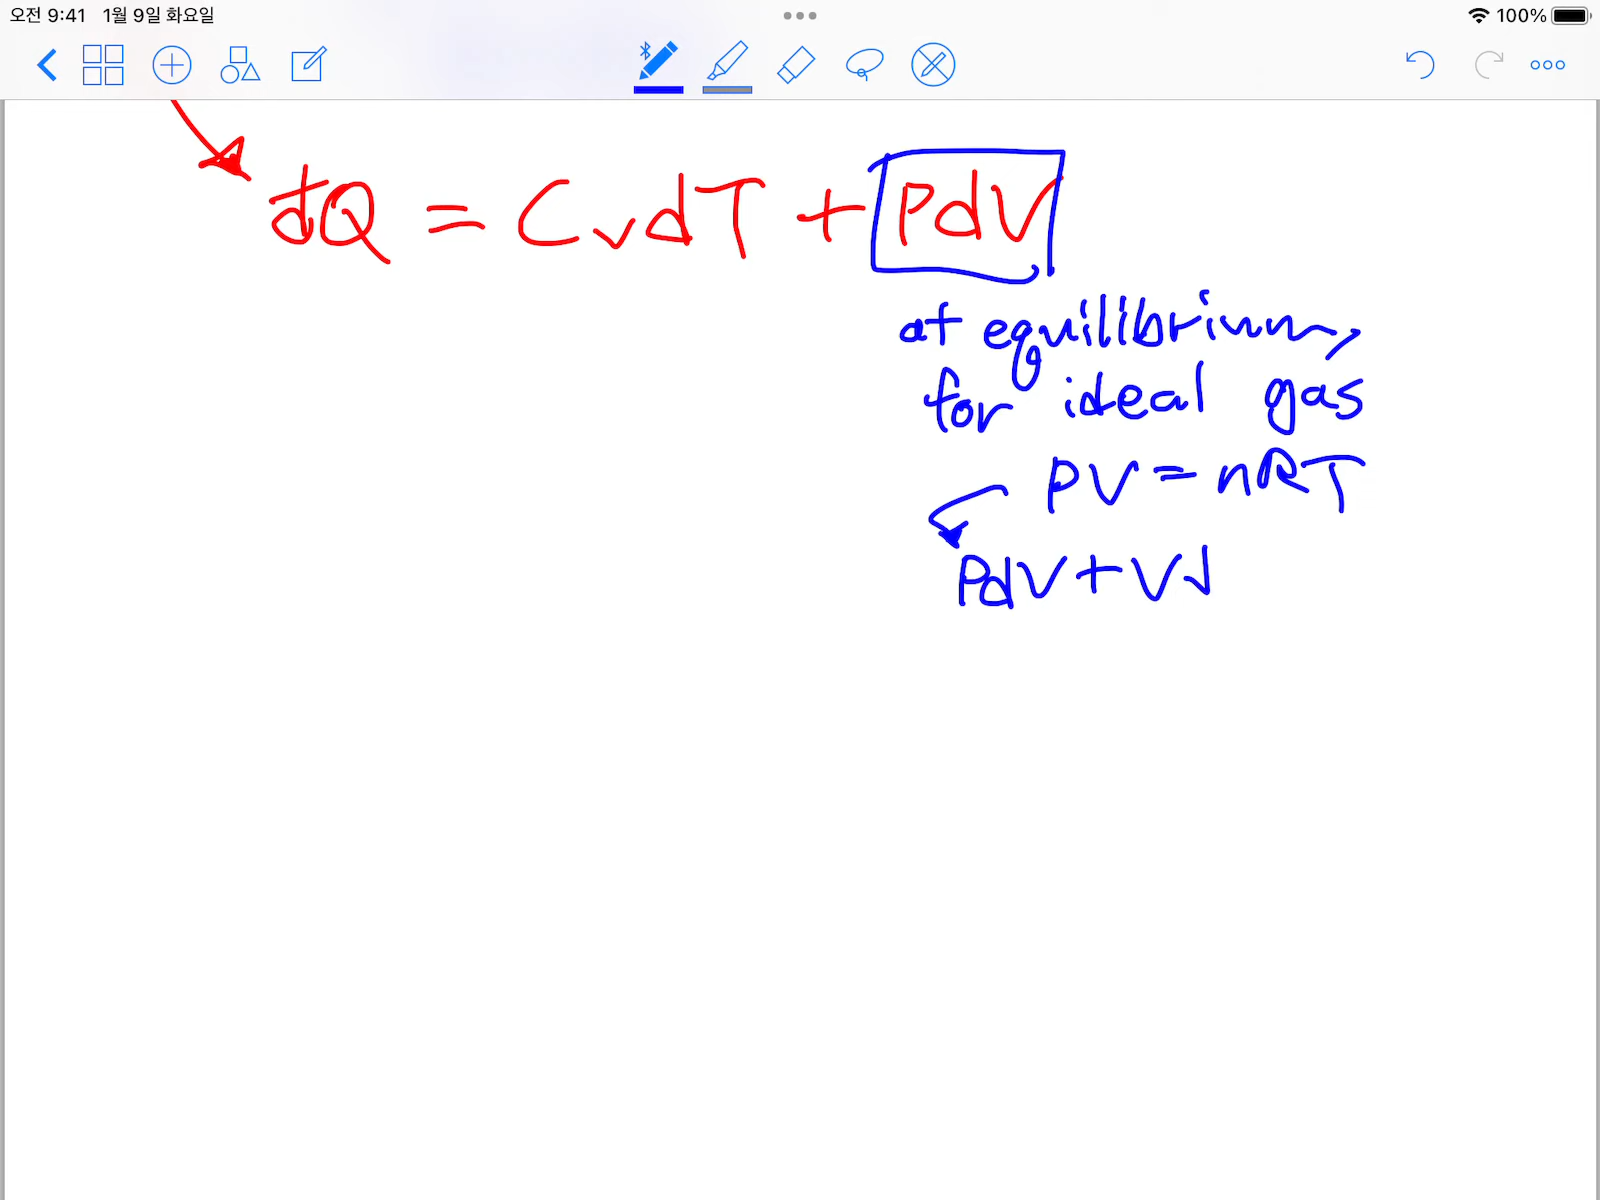 오전 9:41 1월 9일 화요일
100%
đQ = CvdT + PdV
at equilibrium,
for ideal gas
PV = nRT
PdV + Vd